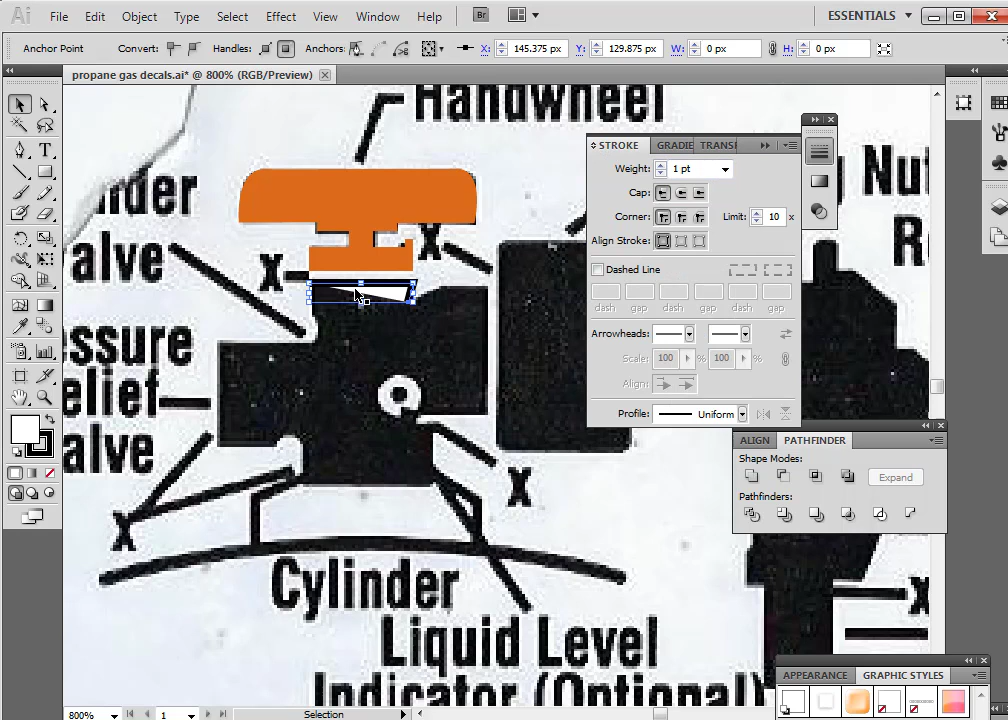 Ai File Edit Object Type Select Effect View Window Help Br ESSENTIALS
Anchor Point Convert: Handles: Anchors: X: 145.375 px Y: 129.875 px W: 0 px H: 0 px
propane gas decals.ai* @ 800% (RGB/Preview)
Handwheel
STROKE GRADIE TRANSF
Weight: 1 pt
Cap:
Corner: Limit: 10 x
Align Stroke:
Dashed Line
dash gap dash gap dash gap
Arrowheads:
Scale: 100 % 100 %
Align:
Profile: Uniform
nder
alve
X
X
Nu
R
ssure
elief
alve
X
X
X
ALIGN PATHFINDER
Shape Modes:
Expand
Pathfinders:
Cylinder
Liquid Level
Indicator (Optional)
APPEARANCE GRAPHIC STYLES
800% 1 Selection